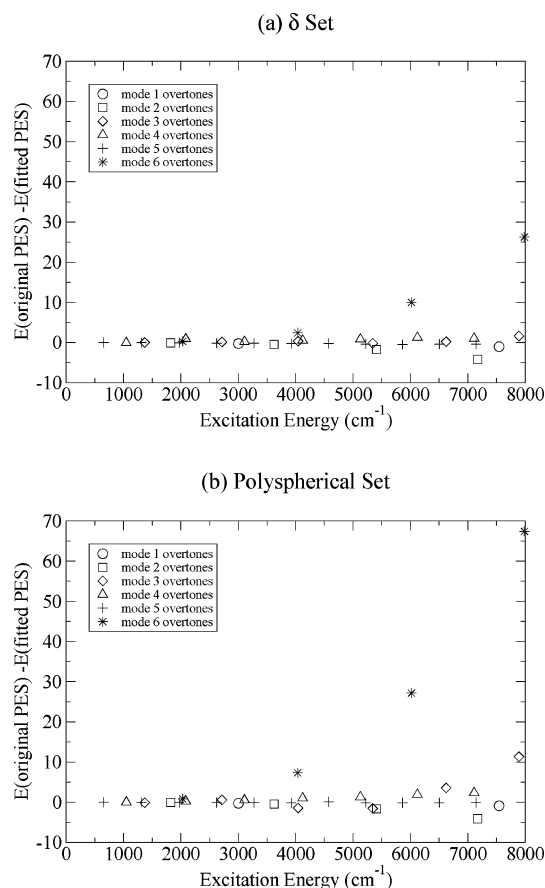 (a) δ Set
E(original PES) -E(fitted PES)
70
60
50
40
30
20
10
0
-10
mode 1 overtones
mode 2 overtones
mode 3 overtones
mode 4 overtones
mode 5 overtones
mode 6 overtones
0 1000 2000 3000 4000 5000 6000 7000 8000
Excitation Energy (cm⁻¹)
(b) Polyspherical Set
E(original PES) -E(fitted PES)
70
60
50
40
30
20
10
0
-10
mode 1 overtones
mode 2 overtones
mode 3 overtones
mode 4 overtones
mode 5 overtones
mode 6 overtones
0 1000 2000 3000 4000 5000 6000 7000 8000
Excitation Energy (cm⁻¹)